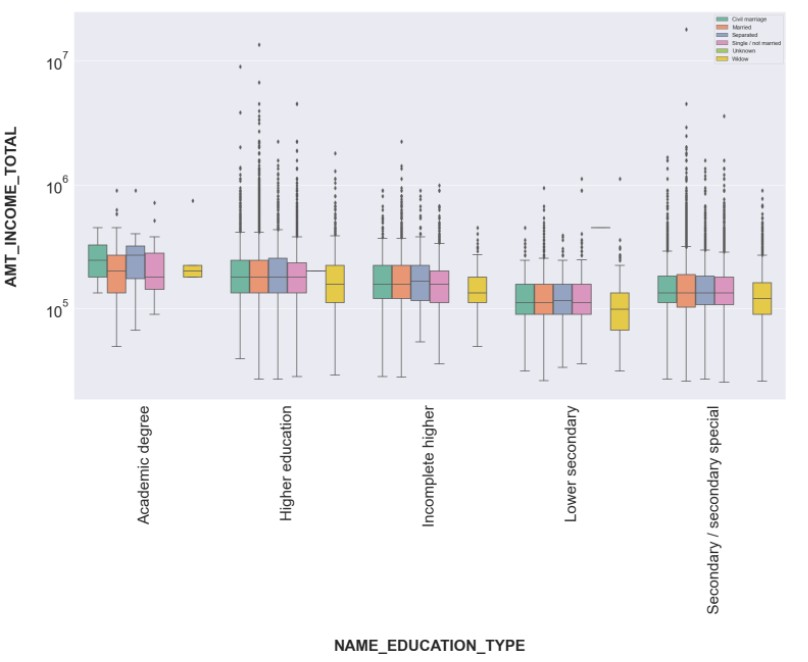 Civil marriage
Married
Separated
Single / not married
Unknown
Widow
10^7
10^6
10^5
AMT_INCOME_TOTAL
Academic degree
Higher education
Incomplete higher
Lower secondary
Secondary / secondary special
NAME_EDUCATION_TYPE